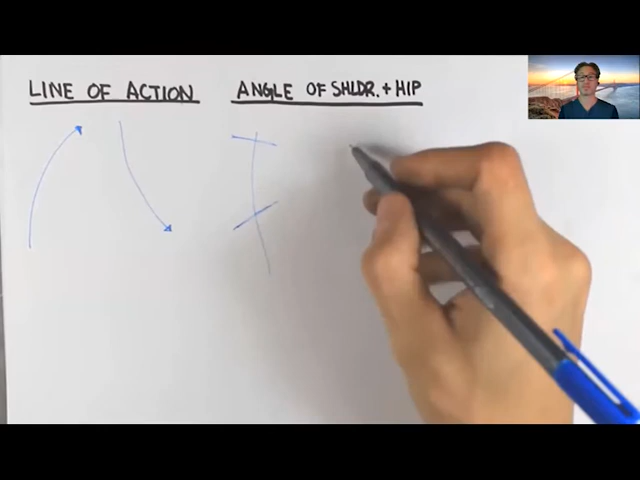 LINE OF ACTION
ANGLE OF SHLDR. + HIP